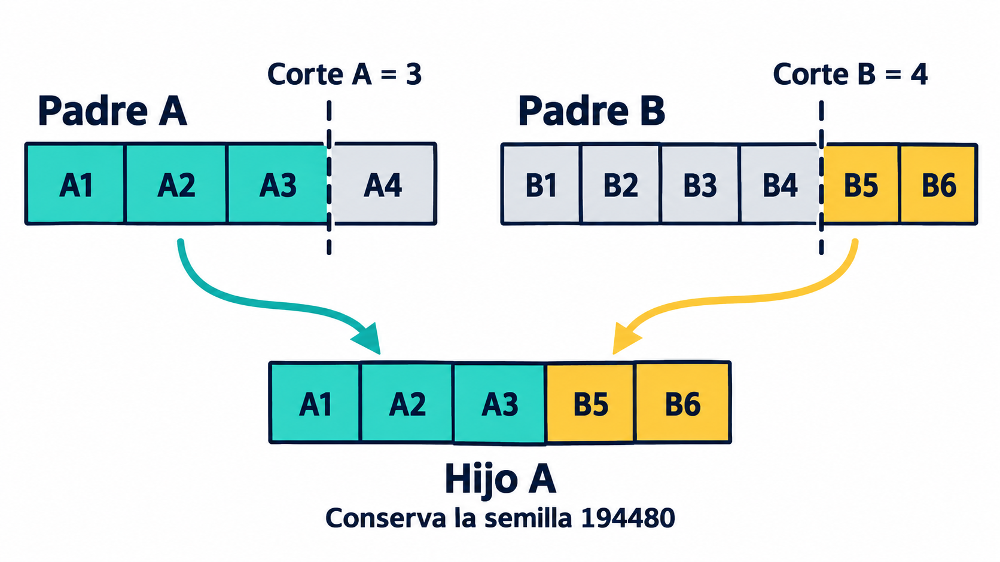 Corte A = 3
Corte B = 4
Padre A
Padre B
A1 A2 A3 A4
B1 B2 B3 B4 B5 B6
A1 A2 A3 B5 B6
Hijo A
Conserva la semilla 194480